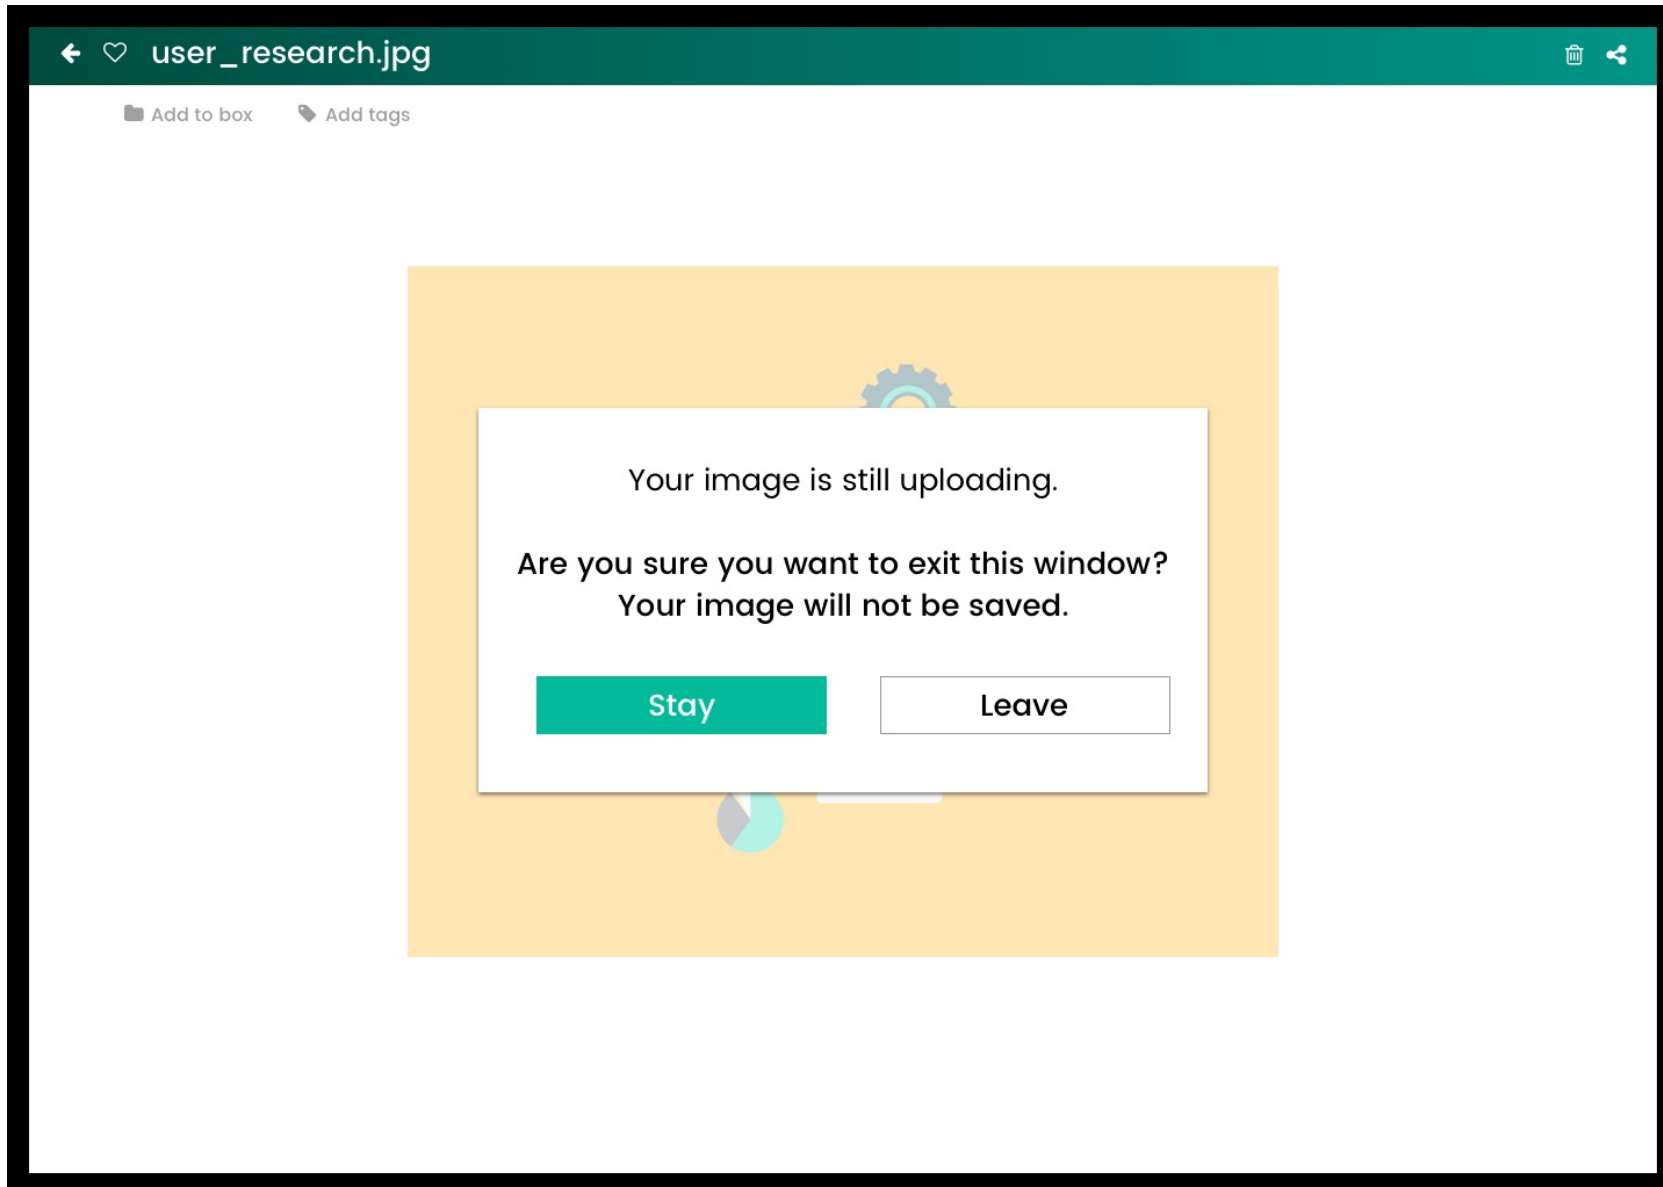 user_research.jpg
Add to box
Add tags
Your image is still uploading.
Are you sure you want to exit this window?
Your image will not be saved.
Stay
Leave